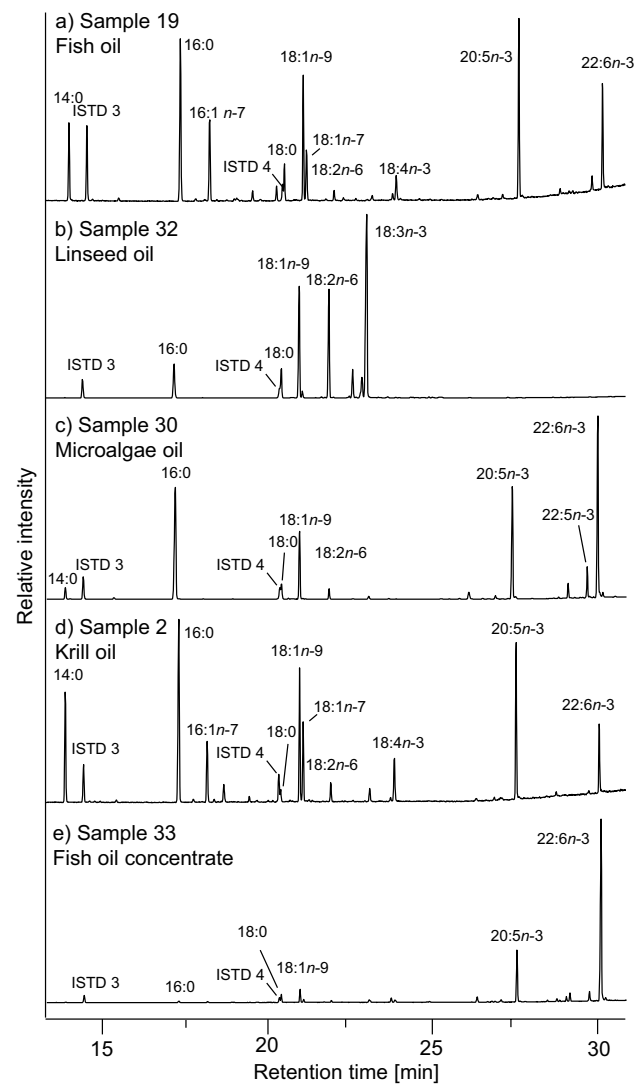 a) Sample 19
Fish oil
14:0
ISTD 3
16:0
16:1 n-7
ISTD 4
18:0
18:1n-9
18:1n-7
18:2n-6
18:4n-3
20:5n-3
22:6n-3
b) Sample 32
Linseed oil
ISTD 3
16:0
ISTD 4
18:0
18:1n-9
18:2n-6
18:3n-3
c) Sample 30
Microalgae oil
14:0
ISTD 3
16:0
ISTD 4
18:0
18:1n-9
18:2n-6
20:5n-3
22:5n-3
22:6n-3
d) Sample 2
Krill oil
14:0
ISTD 3
16:0
16:1n-7
ISTD 4
18:0
18:1n-9
18:1n-7
18:2n-6
18:4n-3
20:5n-3
22:6n-3
e) Sample 33
Fish oil concentrate
ISTD 3
16:0
ISTD 4
18:0
18:1n-9
20:5n-3
22:6n-3
Relative intensity
15 20 25 30
Retention time [min]